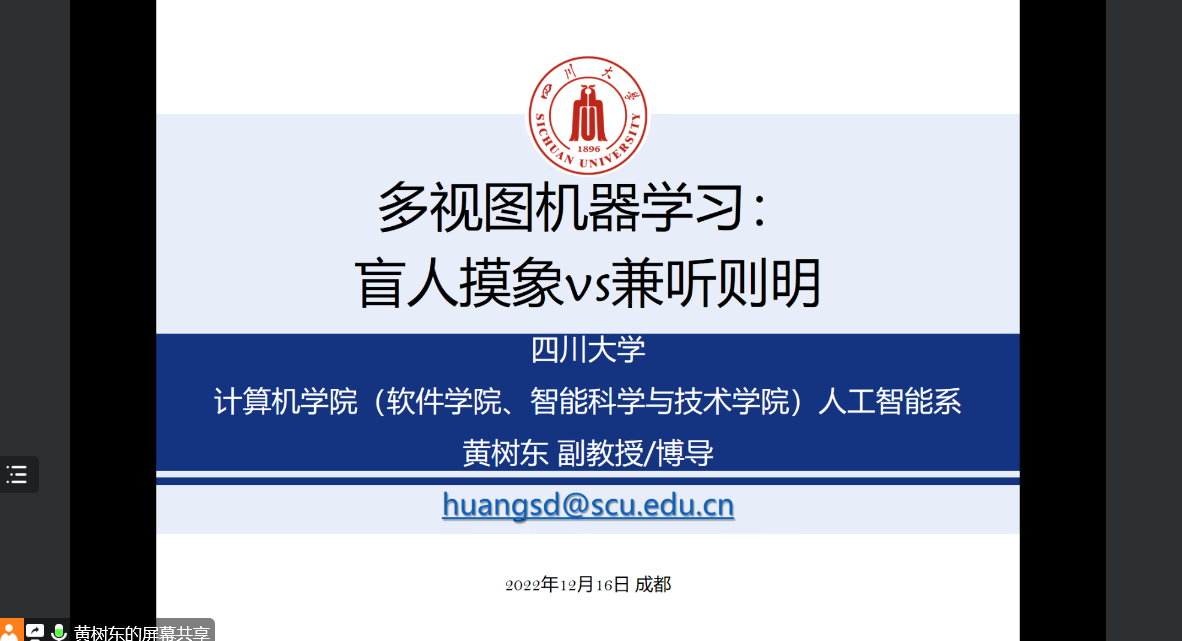 四川大学
SICHUAN UNIVERSITY
1896
多视图机器学习：
盲人摸象vs兼听则明
四川大学
计算机学院（软件学院、智能科学与技术学院）人工智能系
黄树东 副教授/博导
huangsd@scu.edu.cn
2022年12月16日 成都
黄树东的屏幕共享